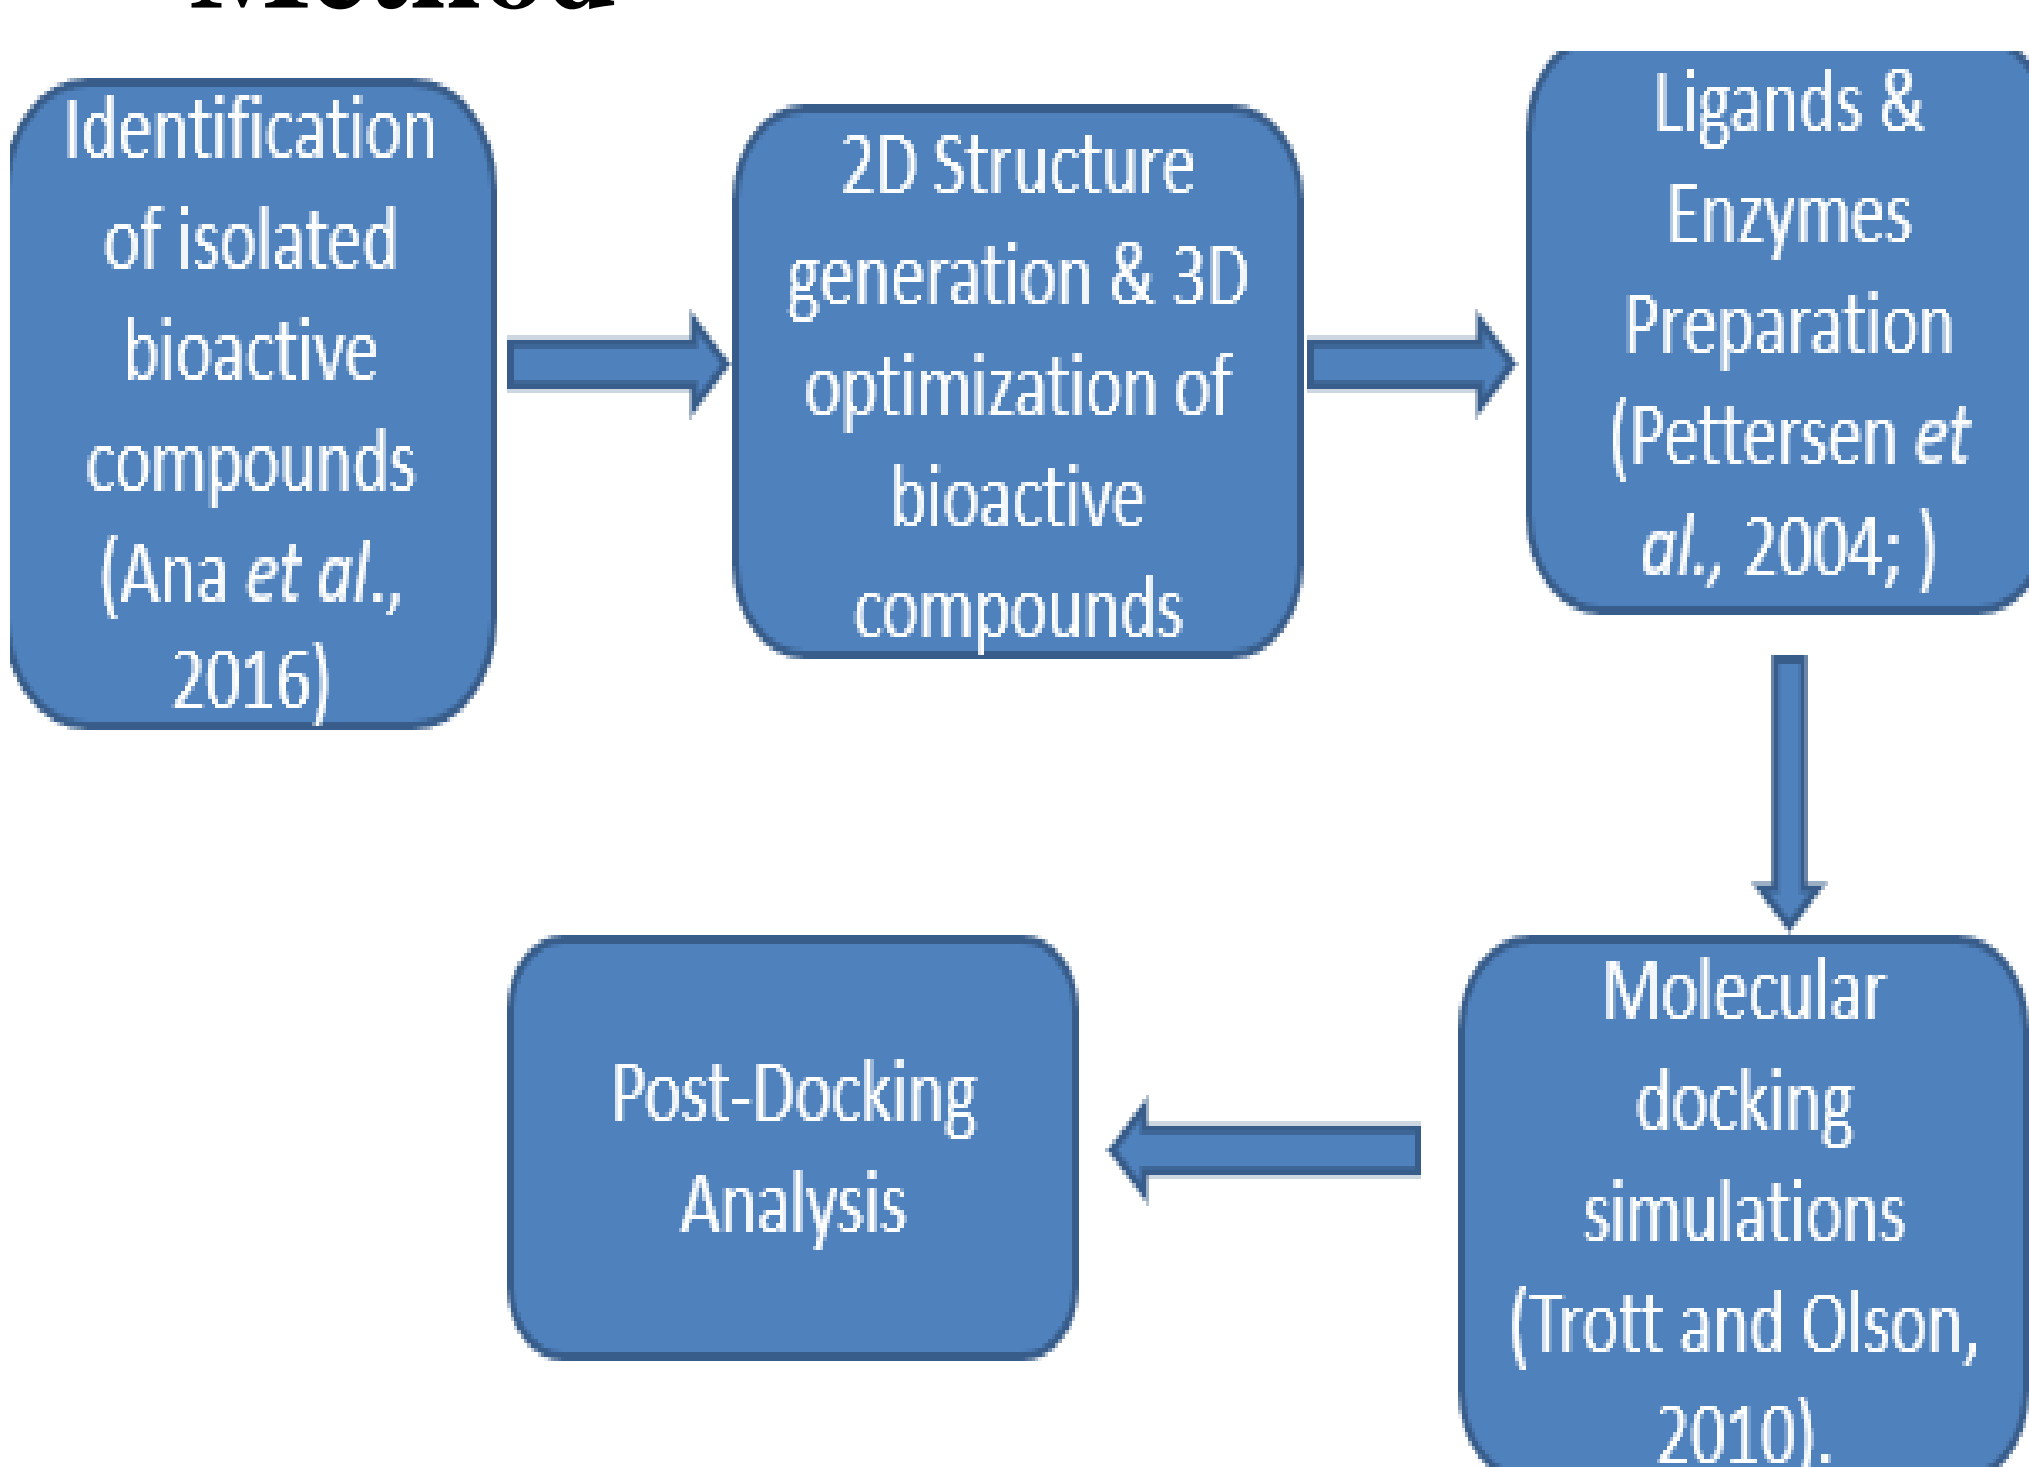 Method
Identification
of isolated
bioactive
compounds
(Ana et al.,
2016)
2D Structure
generation & 3D
optimization of
bioactive
compounds
Ligands &
Enzymes
Preparation
(Pettersen et
al., 2004; )
Molecular
docking
simulations
(Trott and Olson,
2010).
Post-Docking
Analysis